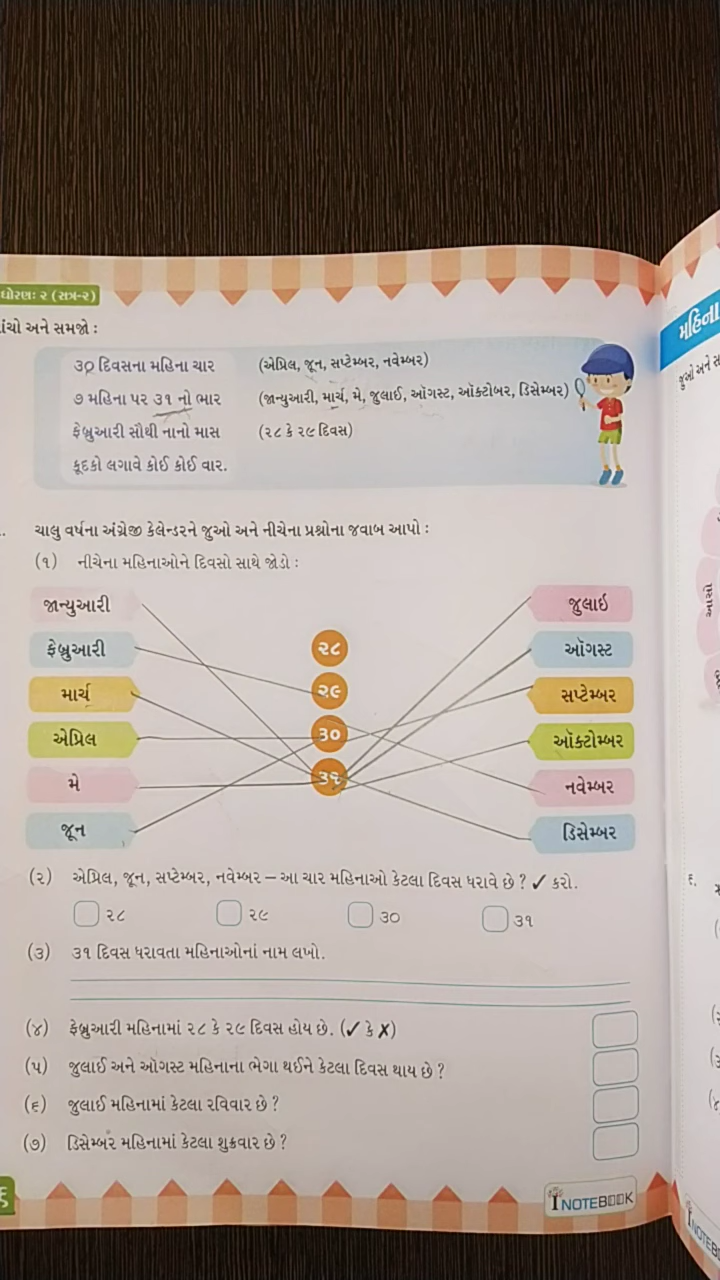 ધોરણઃ ૨ (સત્ર-૨)
અને સમજો :
૩૦ દિવસના મહિના ચાર (એપ્રિલ, જૂન, સપ્ટેમ્બર, નવેમ્બર)
૭ મહિના પર ૩૧ નો ભાર (જાન્યુઆરી, માર્ચ, મે, જુલાઈ, ઑગસ્ટ, ઑક્ટોબર, ડિસેમ્બર)
ફેબ્રુઆરી સૌથી નાનો માસ (૨૮ કે ૨૯ દિવસ)
કૂદકો લગાવે કોઈ કોઈ વાર.
ચાલુ વર્ષના અંગ્રેજી કેલેન્ડરને જુઓ અને નીચેના પ્રશ્નોના જવાબ આપો :
(૧) નીચેના મહિનાઓને દિવસો સાથે જોડો :
જાન્યુઆરી જુલાઇ
ફેબ્રુઆરી ૨૮ ઑગસ્ટ
માર્ચ ૨૯ સપ્ટેમ્બર
એપ્રિલ ૩૦ ઑક્ટોમ્બર
મે ૩૧ નવેમ્બર
જૂન ડિસેમ્બર
(૨) એપ્રિલ, જૂન, સપ્ટેમ્બર, નવેમ્બર – આ ચાર મહિનાઓ કેટલા દિવસ ધરાવે છે ? ✓ કરો.
૨૮ ૨૯ ૩૦ ૩૧
(૩) ૩૧ દિવસ ધરાવતા મહિનાઓનાં નામ લખો.
(૪) ફેબ્રુઆરી મહિનામાં ૨૮ કે ૨૯ દિવસ હોય છે. (✓ કે ✗)
(૫) જુલાઈ અને ઑગસ્ટ મહિનાના ભેગા થઈને કેટલા દિવસ થાય છે ?
(૬) જુલાઈ મહિનામાં કેટલા રવિવાર છે ?
(૭) ડિસેમ્બર મહિનામાં કેટલા શુક્રવાર છે ?
iNOTEBOOK
મહિના
જુઓ અને
આસો
૬.